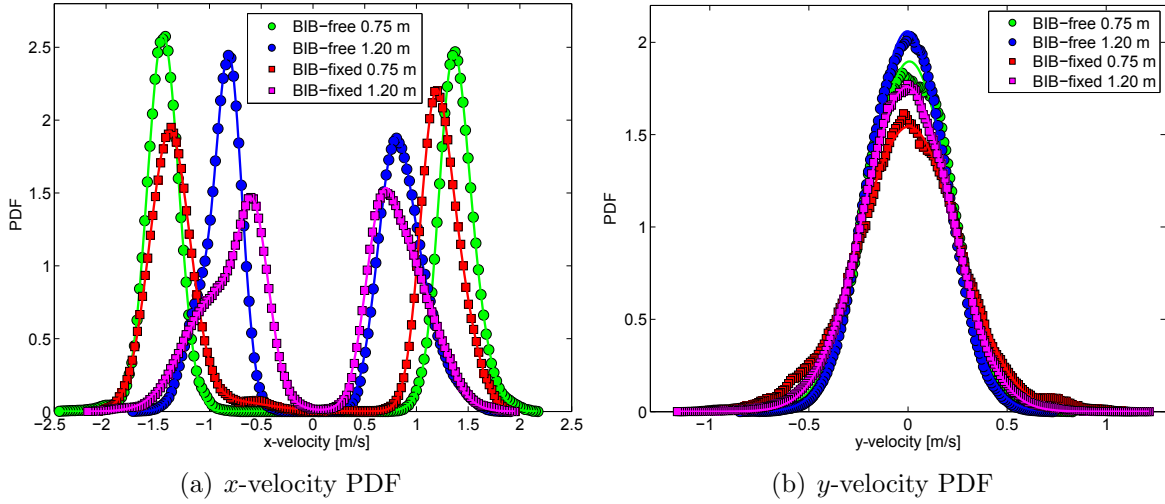 BIB−free 0.75 m
BIB−free 1.20 m
BIB−fixed 0.75 m
BIB−fixed 1.20 m
2.5
2
1.5
1
0.5
0
PDF
−2.5 −2 −1.5 −1 −0.5 0 0.5 1 1.5 2 2.5
x−velocity [m/s]
(a) x-velocity PDF
BIB−free 0.75 m
BIB−free 1.20 m
BIB−fixed 0.75 m
BIB−fixed 1.20 m
2
1.5
1
0.5
0
PDF
−1 −0.5 0 0.5 1
y−velocity [m/s]
(b) y-velocity PDF